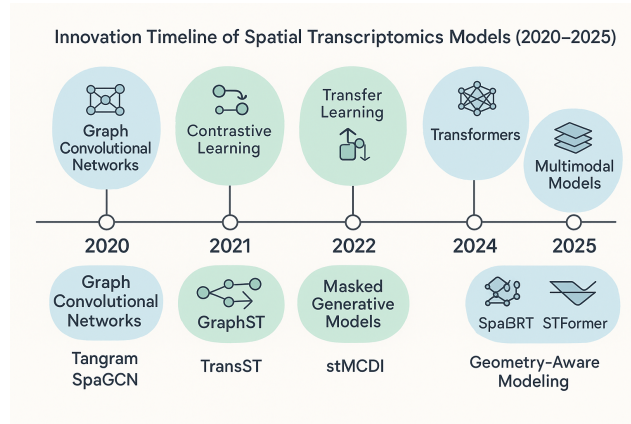 Innovation Timeline of Spatial Transcriptomics Models (2020–2025)
Graph
Convolutional
Networks
Contrastive
Learning
Transfer
Learning
Transformers
Multimodal
Models
2020
2021
2022
2024
2025
Graph
Convolutional
Networks
GraphST
Masked
Generative
Models
SpaBRT STFormer
Tangram
SpaGCN
TransST
stMCDI
Geometry-Aware
Modeling